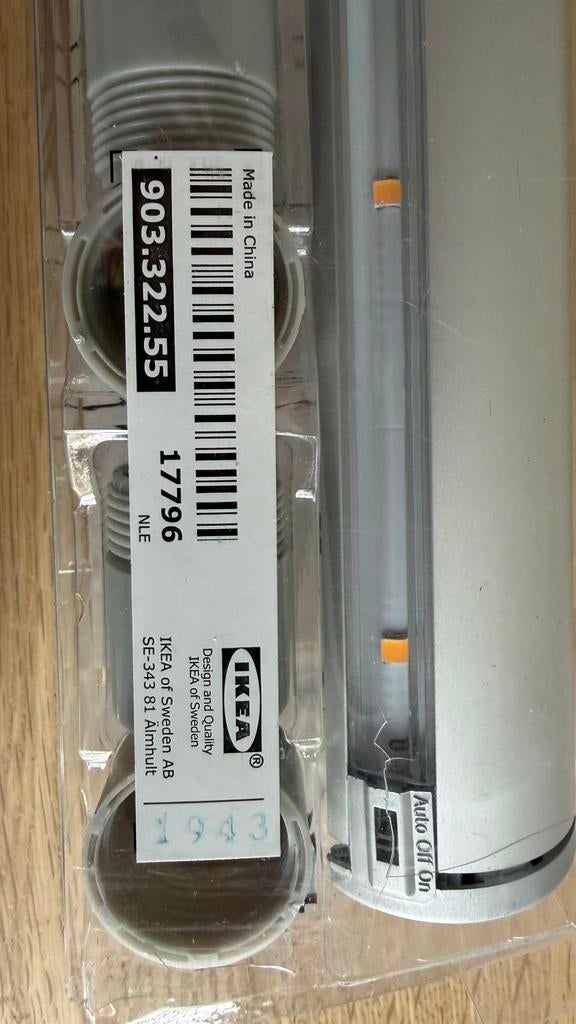 Made in China
903.322.55
17796
NLE
IKEA®
Design and Quality
IKEA of Sweden
IKEA of Sweden AB
SE-343 81 Älmhult
Auto Off On